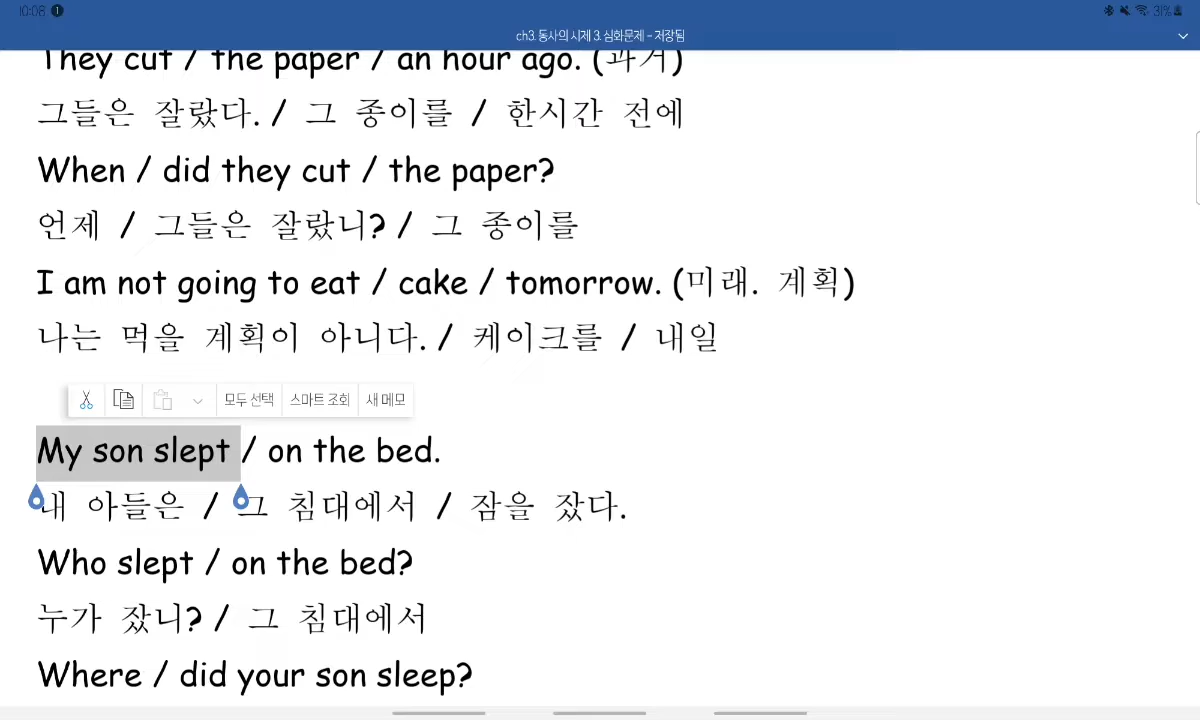 10:08 1 31%
ch3. 동사의 시제 3. 심화문제 - 저장됨
They cut / the paper / an hour ago. (과거)
그들은 잘랐다. / 그 종이를 / 한시간 전에
When / did they cut / the paper?
언제 / 그들은 잘랐니? / 그 종이를
I am not going to eat / cake / tomorrow. (미래. 계획)
나는 먹을 계획이 아니다. / 케이크를 / 내일
모두 선택 스마트 조회 새 메모
My son slept / on the bed.
내 아들은 / 그 침대에서 / 잠을 잤다.
Who slept / on the bed?
누가 잤니? / 그 침대에서
Where / did your son sleep?